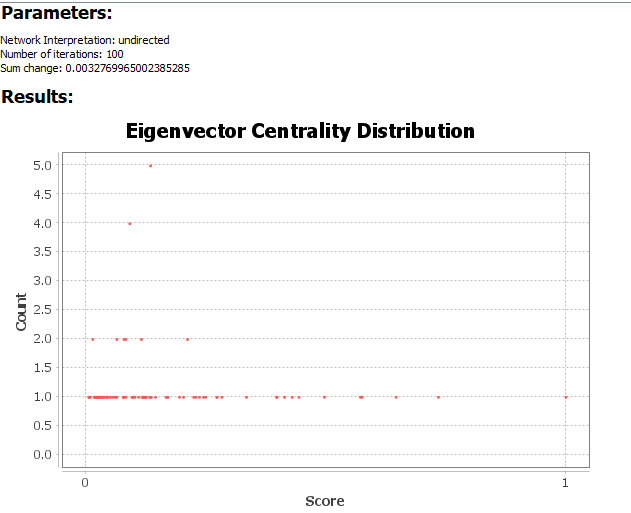 Parameters:
Network Interpretation: undirected
Number of iterations: 100
Sum change: 0.0032769965002385285
Results:
Eigenvector Centrality Distribution
5.0
4.5
4.0
3.5
3.0
2.5
2.0
1.5
1.0
0.5
0.0
Count
0 1
Score